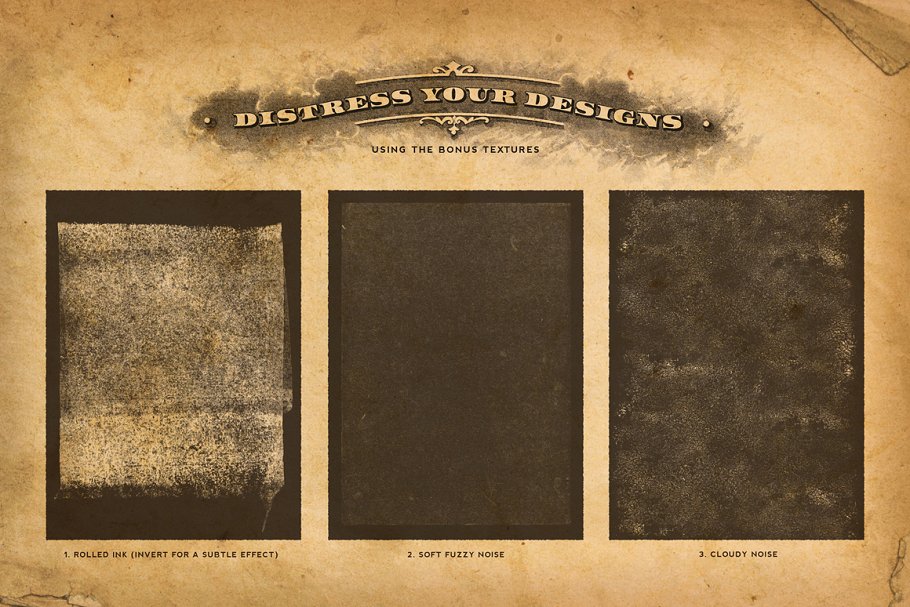 DISTRESS YOUR DESIGNS
USING THE BONUS TEXTURES
1. ROLLED INK (INVERT FOR A SUBTLE EFFECT)
2. SOFT FUZZY NOISE
3. CLOUDY NOISE